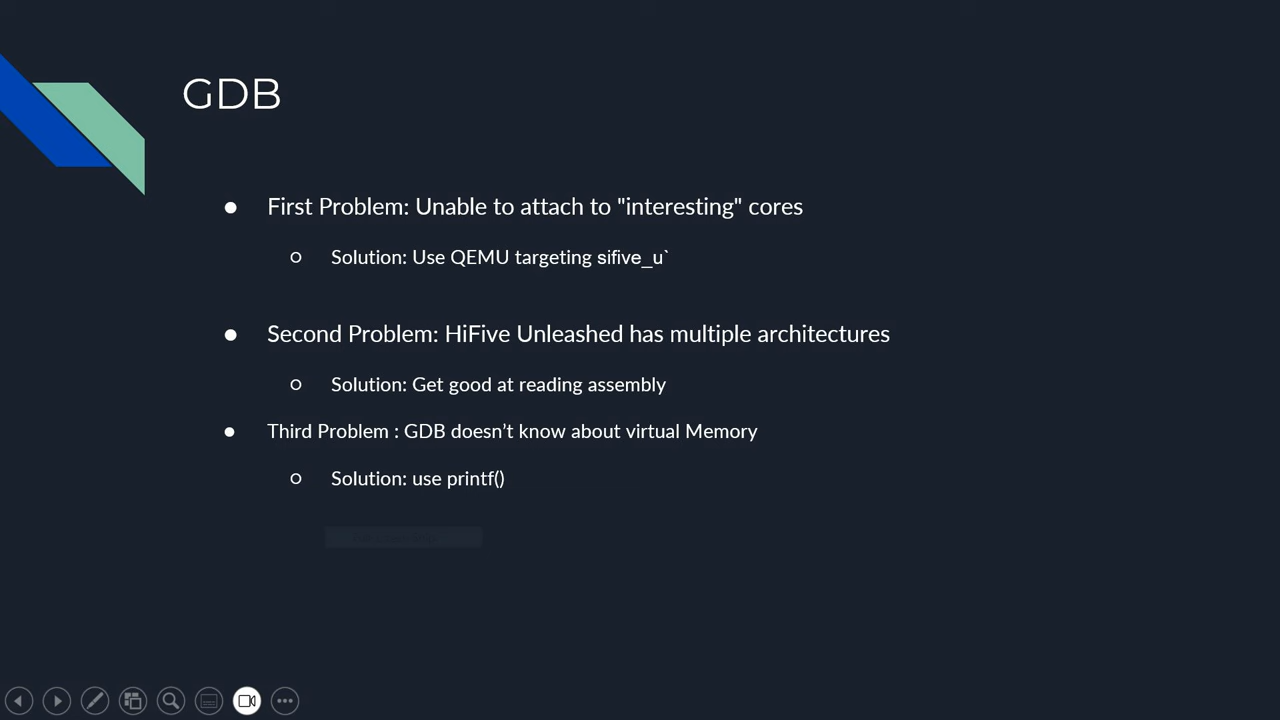 GDB
First Problem: Unable to attach to "interesting" cores
Solution: Use QEMU targeting sifive_u`
Second Problem: HiFive Unleashed has multiple architectures
Solution: Get good at reading assembly
Third Problem : GDB doesn’t know about virtual Memory
Solution: use printf()